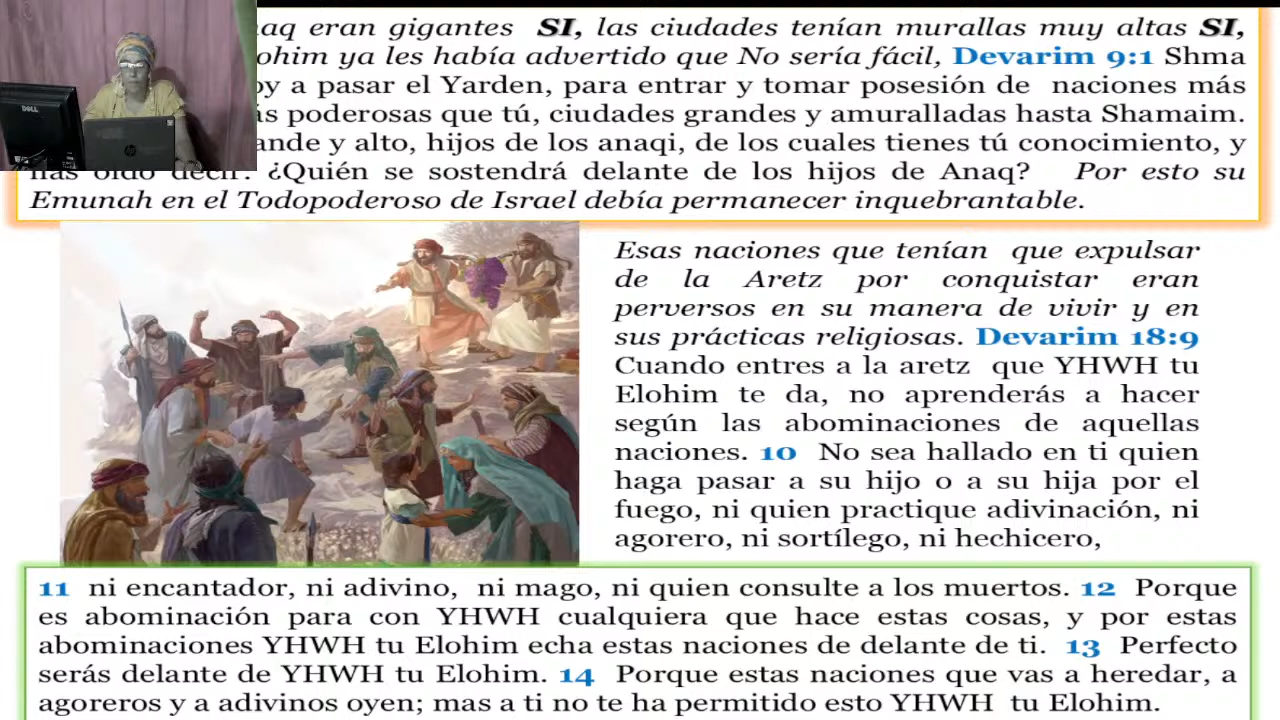 aq eran gigantes SI, las ciudades tenían murallas muy altas SI,
ohim ya les había advertido que No sería fácil, Devarim 9:1 Shma
oy a pasar el Yarden, para entrar y tomar posesión de naciones más
ás poderosas que tú, ciudades grandes y amuralladas hasta Shamaim.
ande y alto, hijos de los anaqi, de los cuales tienes tú conocimiento, y
has oído decir: ¿Quién se sostendrá delante de los hijos de Anaq? Por esto su
Emunah en el Todopoderoso de Israel debía permanecer inquebrantable.
DELL
Esas naciones que tenían que expulsar
de la Aretz por conquistar eran
perversos en su manera de vivir y en
sus prácticas religiosas. Devarim 18:9
Cuando entres a la aretz que YHWH tu
Elohim te da, no aprenderás a hacer
según las abominaciones de aquellas
naciones. 10 No sea hallado en ti quien
haga pasar a su hijo o a su hija por el
fuego, ni quien practique adivinación, ni
agorero, ni sortílego, ni hechicero,
11 ni encantador, ni adivino, ni mago, ni quien consulte a los muertos. 12 Porque
es abominación para con YHWH cualquiera que hace estas cosas, y por estas
abominaciones YHWH tu Elohim echa estas naciones de delante de ti. 13 Perfecto
serás delante de YHWH tu Elohim. 14 Porque estas naciones que vas a heredar, a
agoreros y a adivinos oyen; mas a ti no te ha permitido esto YHWH tu Elohim.